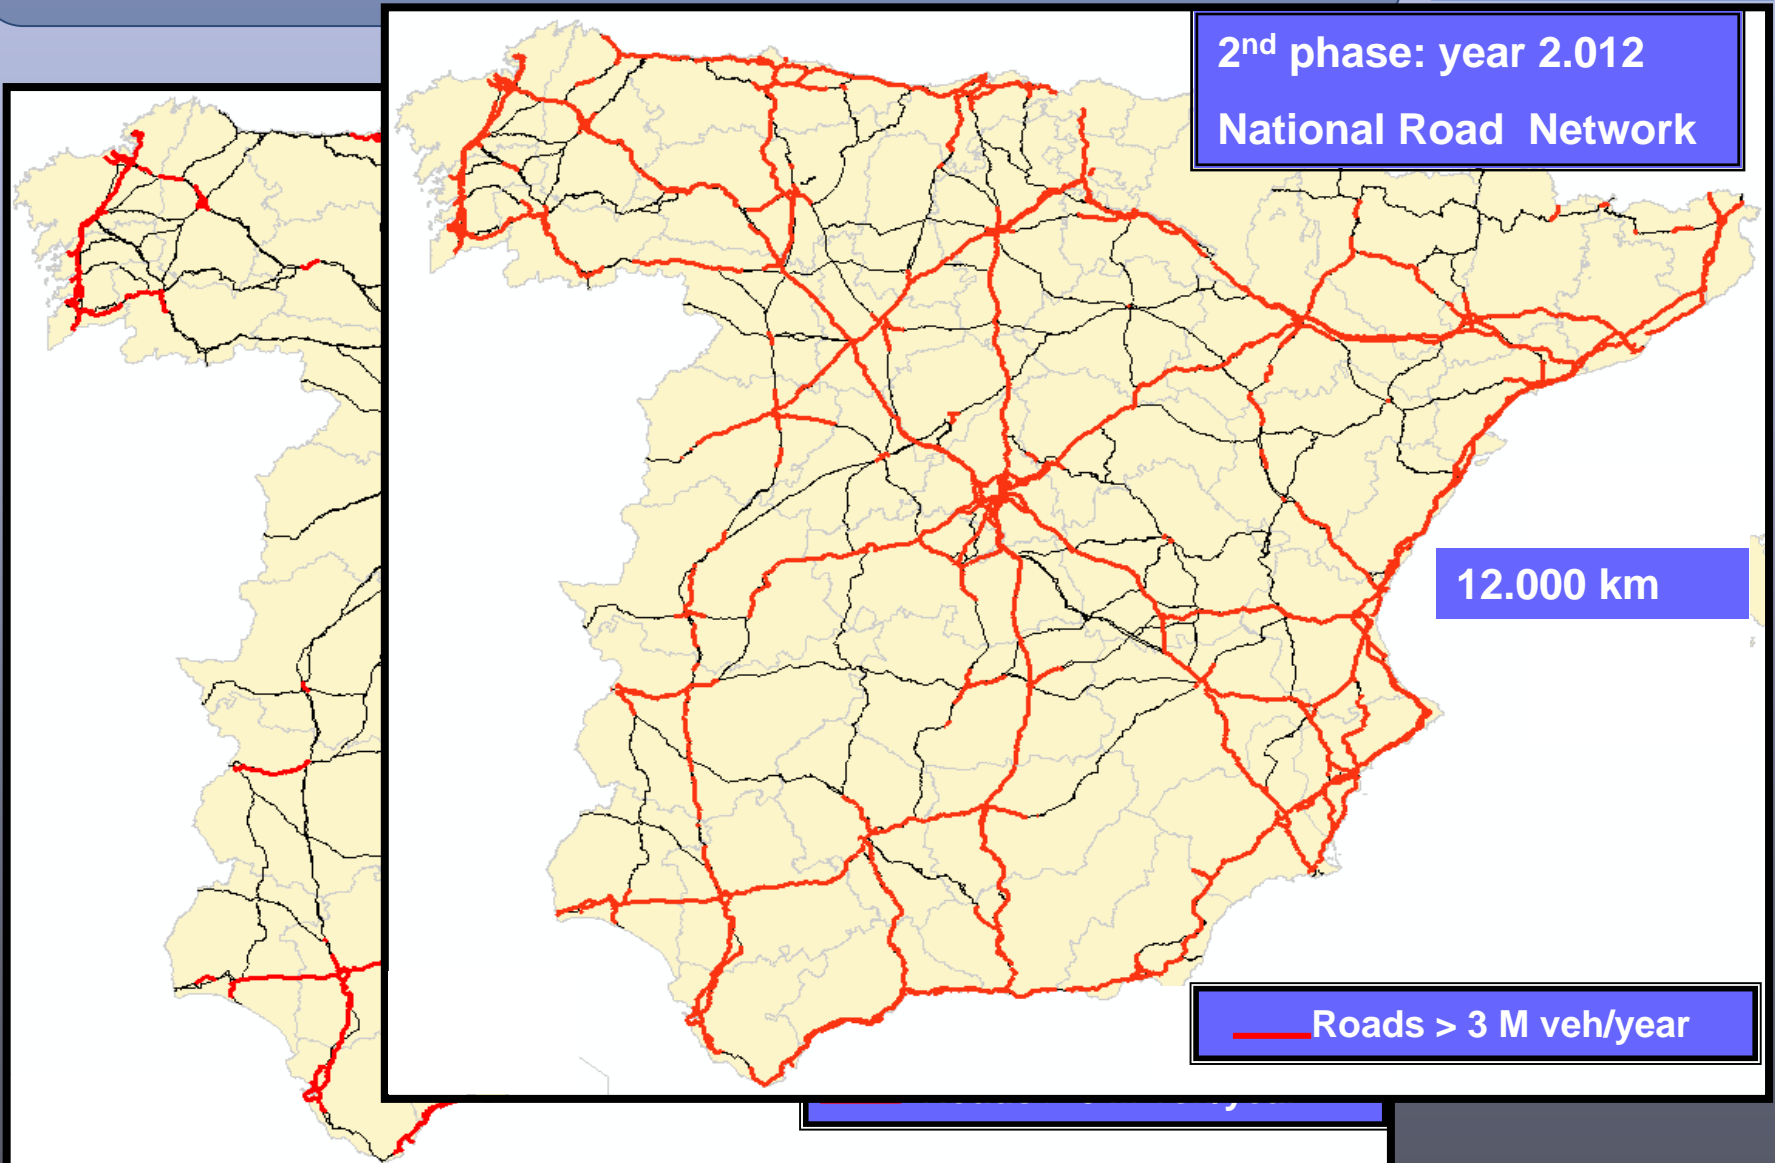 2nd phase: year 2.012
National Road Network
12.000 km
Roads > 3 M veh/year